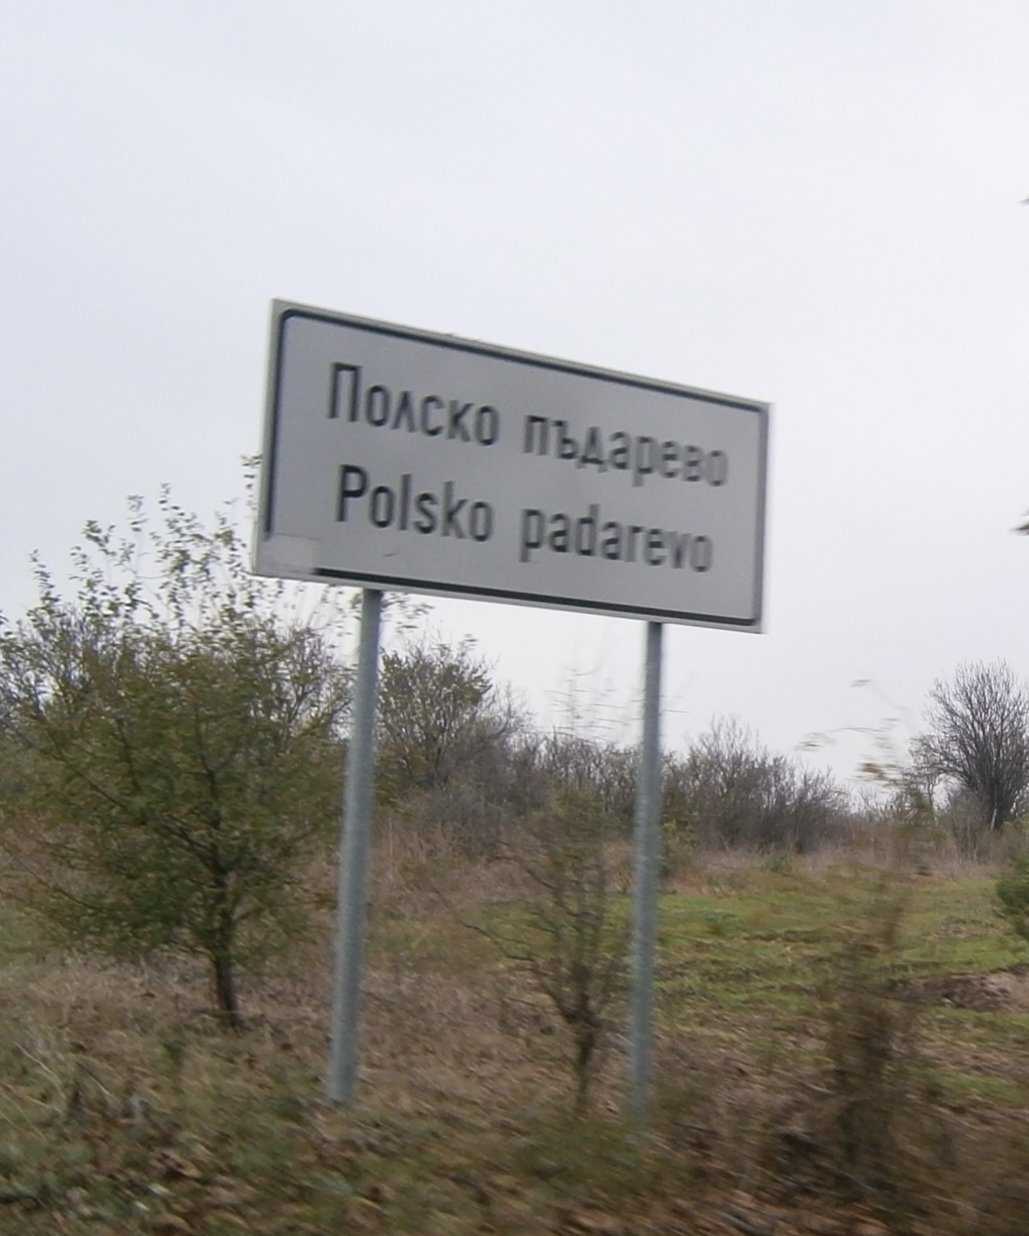 Полско пъдарево
Polsko padarevo